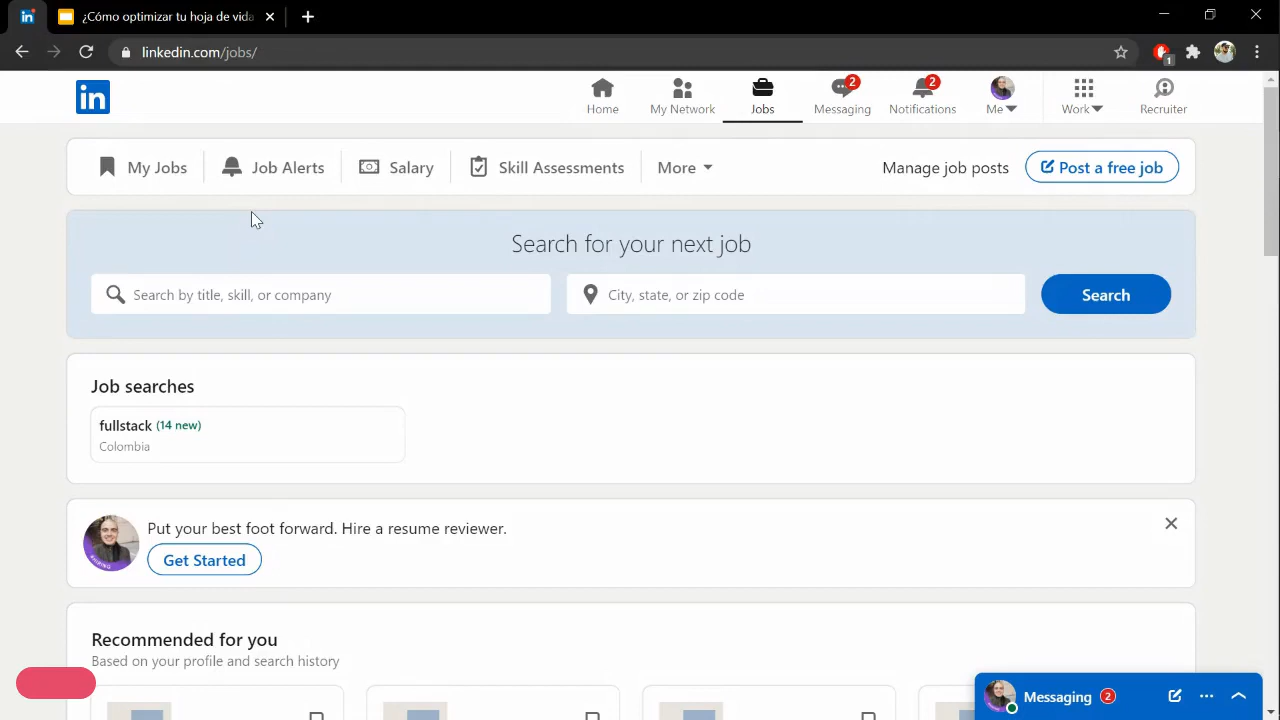 in
¿Cómo optimizar tu hoja de vida
linkedin.com/jobs/
1
in
Home
My Network
Jobs
2
Messaging
2
Notifications
Me
Work
Recruiter
My Jobs
Job Alerts
Salary
Skill Assessments
More
Manage job posts
Post a free job
Search for your next job
Search by title, skill, or company
City, state, or zip code
Search
Job searches
fullstack (14 new)
Colombia
Put your best foot forward. Hire a resume reviewer.
Get Started
Recommended for you
Based on your profile and search history
Messaging 2